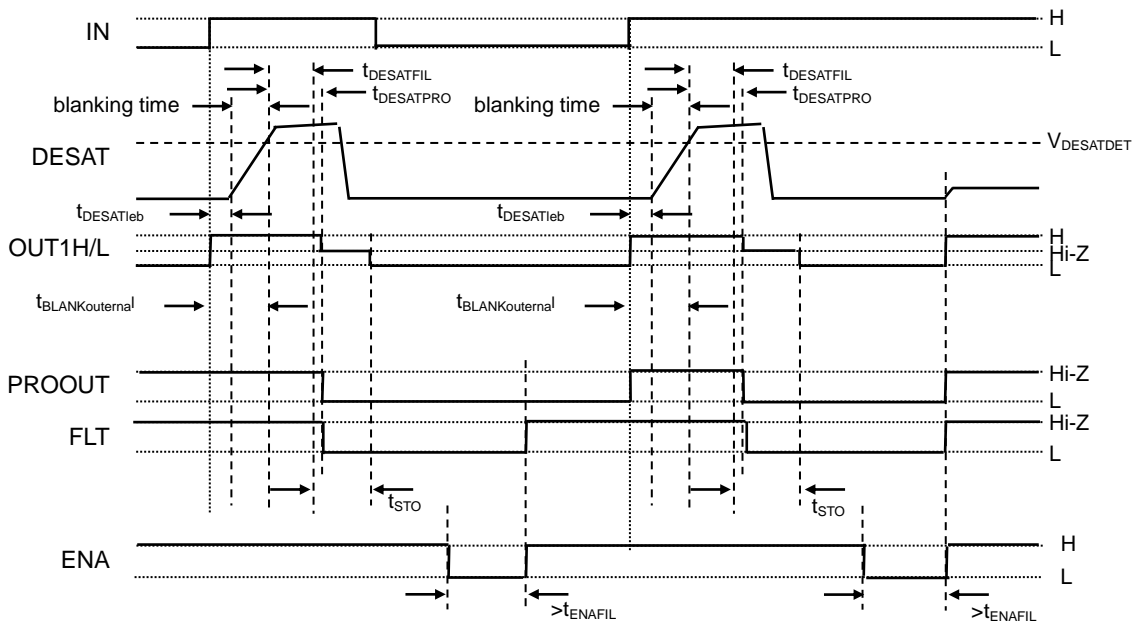 IN
H
L
tDESATFIL
tDESATPRO
blanking time
tDESATFIL
tDESATPRO
blanking time
DESAT
VDESATDET
tDESATleb
tDESATleb
OUT1H/L
H
Hi-Z
L
tBLANKouternal
tBLANKouternal
PROOUT
Hi-Z
L
FLT
Hi-Z
L
tSTO
tSTO
ENA
H
L
>tENAFIL
>tENAFIL